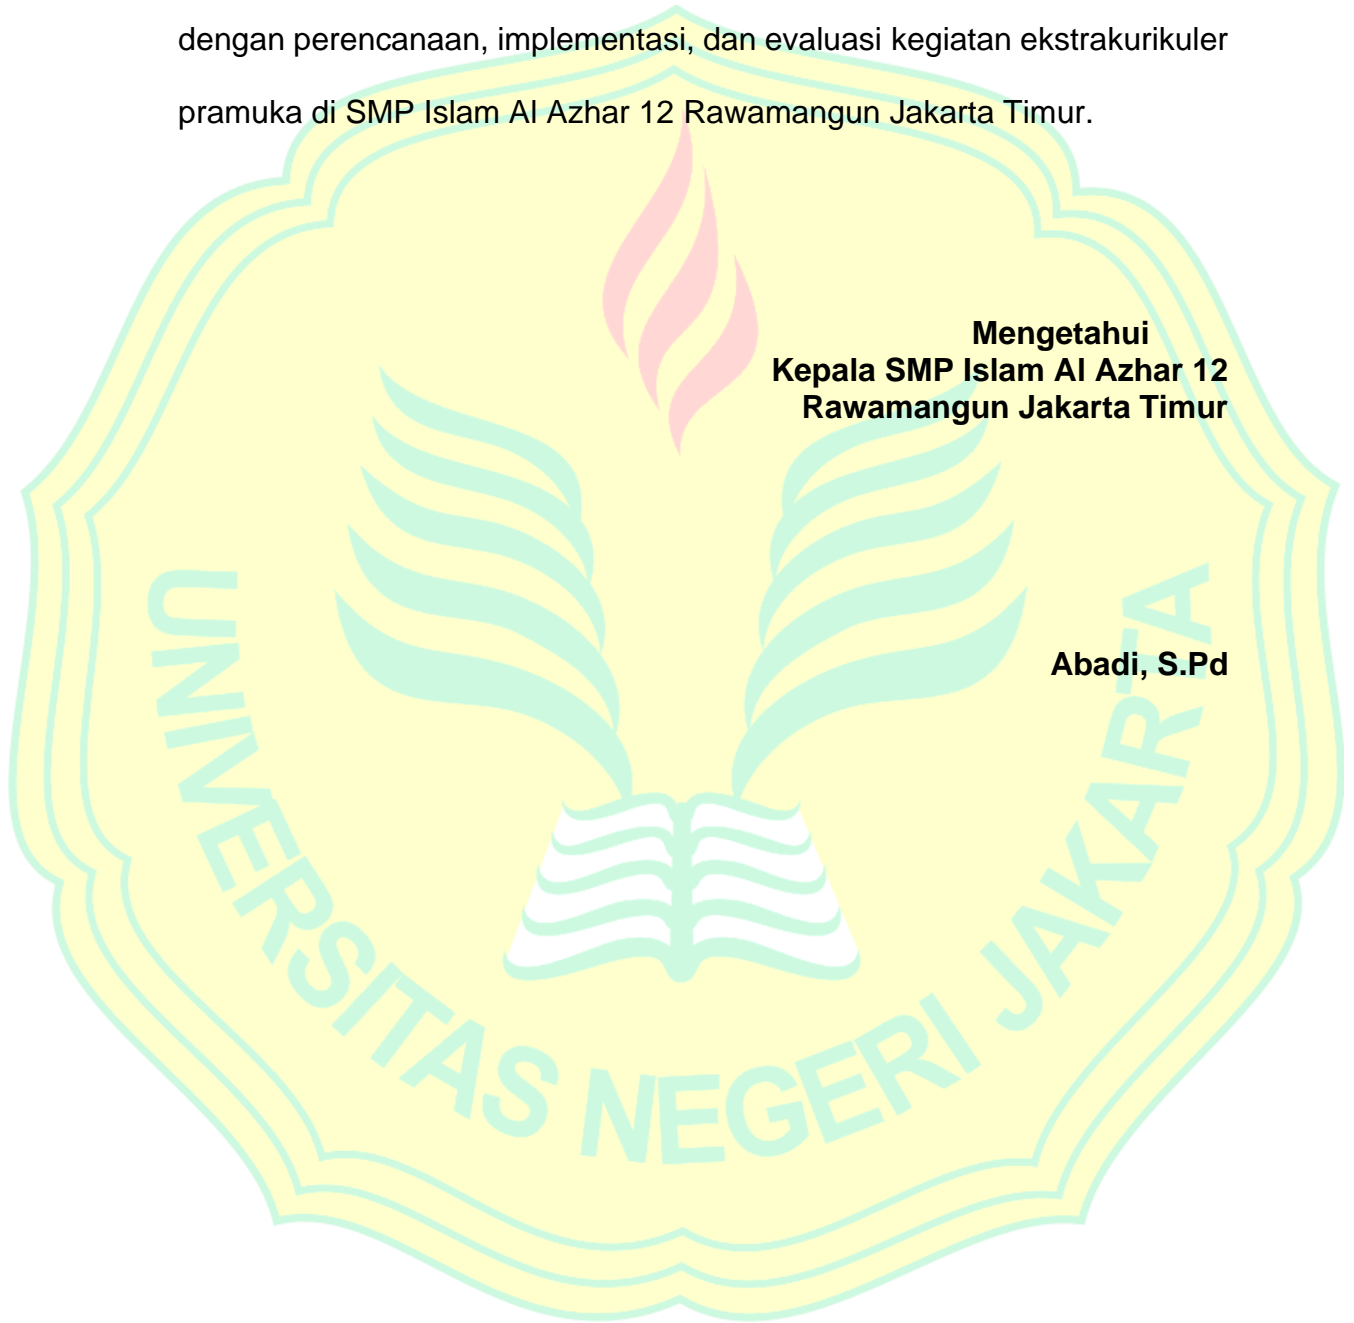 dengan perencanaan, implementasi, dan evaluasi kegiatan ekstrakurikuler
pramuka di SMP Islam Al Azhar 12 Rawamangun Jakarta Timur.
Mengetahui
Kepala SMP Islam Al Azhar 12
Rawamangun Jakarta Timur
Abadi, S.Pd
UNIVERSITAS NEGERI JAKARTA